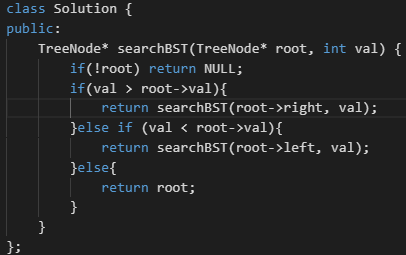 class Solution {
public:
    TreeNode* searchBST(TreeNode* root, int val) {
        if(!root) return NULL;
        if(val > root->val){
            return searchBST(root->right, val);
        }else if (val < root->val){
            return searchBST(root->left, val);
        }else{
            return root;
        }
    }
};